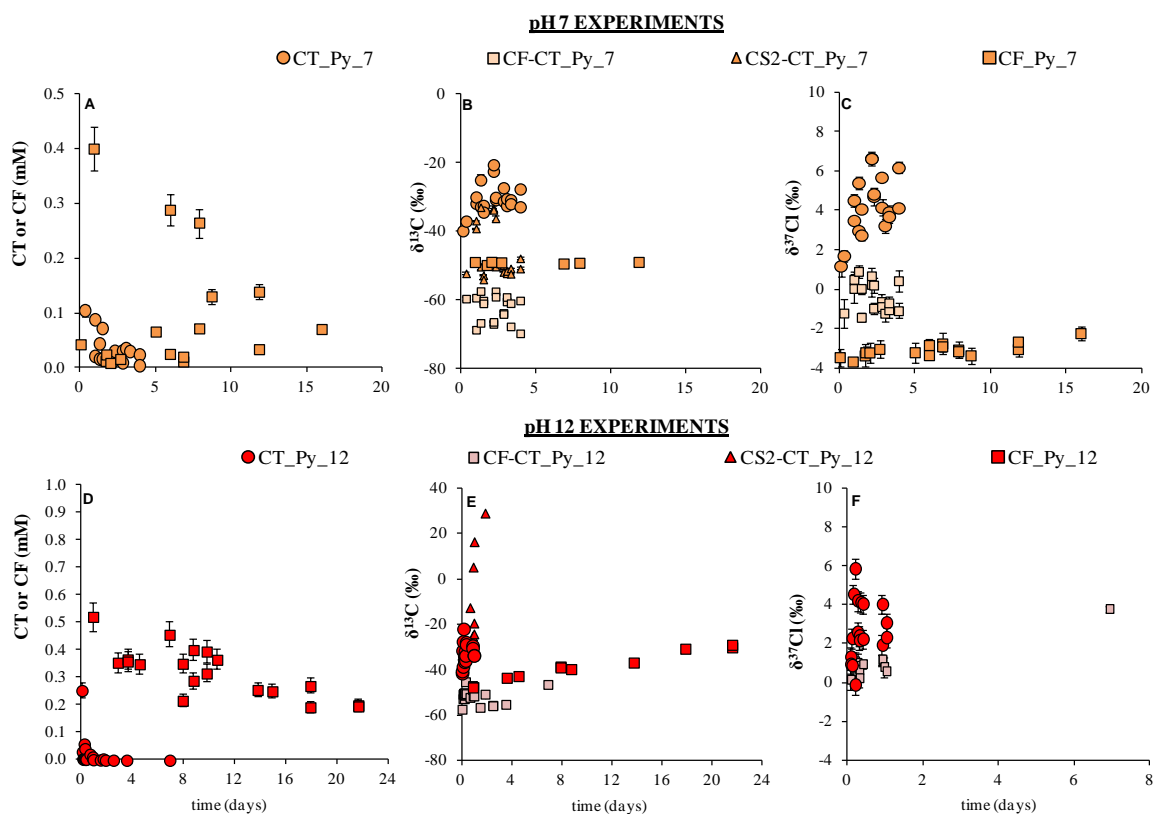 pH 7 EXPERIMENTS
CT_Py_7 CF-CT_Py_7 CS2-CT_Py_7 CF_Py_7
A
CT or CF (mM)
0.5
0.4
0.3
0.2
0.1
0.0
0 5 10 15 20
B
δ13C (‰)
0
-20
-40
-60
-80
0 5 10 15 20
C
δ37Cl (‰)
10
8
6
4
2
0
-2
-4
0 5 10 15 20
pH 12 EXPERIMENTS
CT_Py_12 CF-CT_Py_12 CS2-CT_Py_12 CF_Py_12
D
CT or CF (mM)
1.0
0.9
0.8
0.7
0.6
0.5
0.4
0.3
0.2
0.1
0.0
0 4 8 12 16 20 24
time (days)
E
δ13C (‰)
40
20
0
-20
-40
-60
-80
0 4 8 12 16 20 24
time (days)
F
δ37Cl (‰)
10
8
6
4
2
0
-2
-4
0 2 4 6 8
time (days)